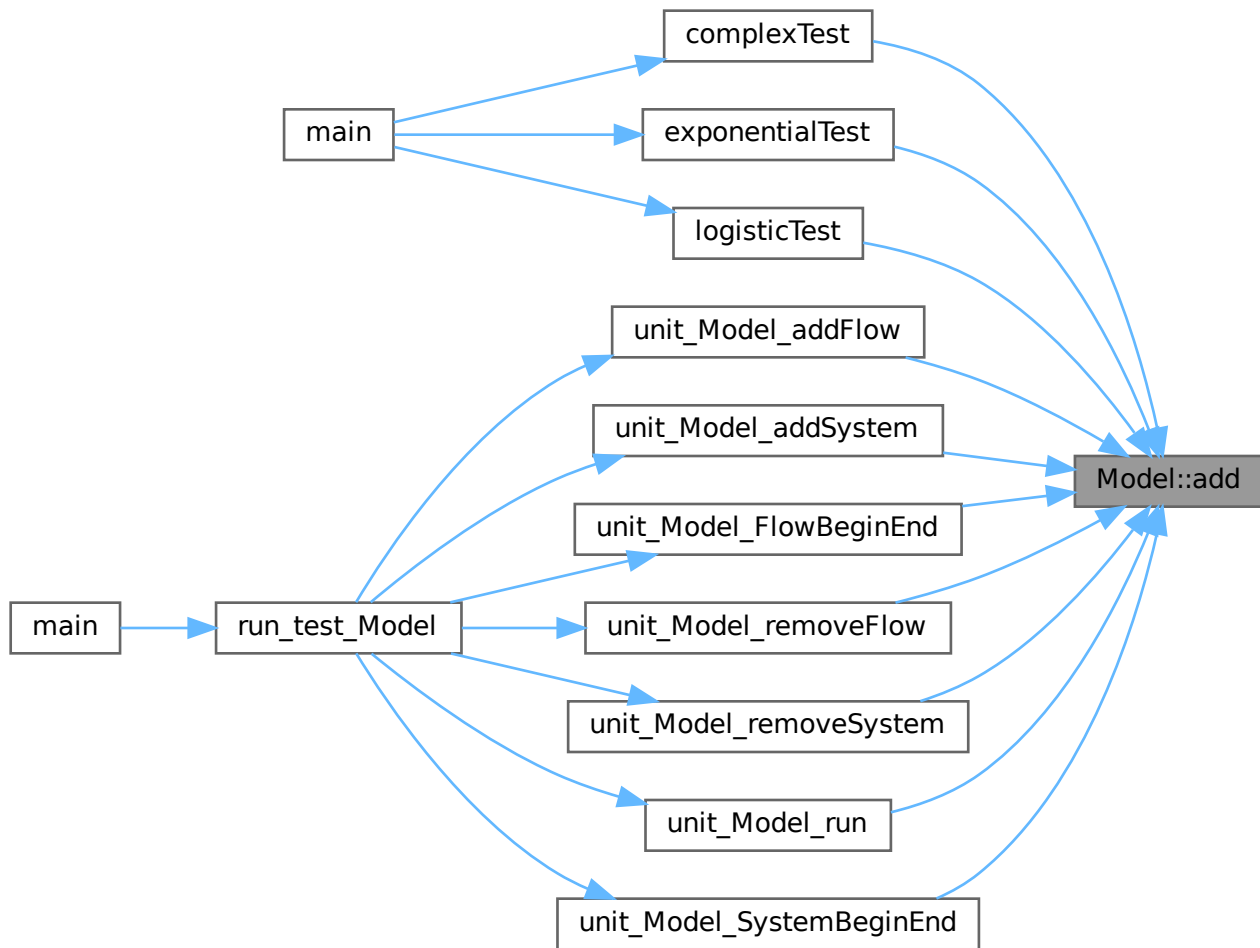 complexTest
main
exponentialTest
logisticTest
unit_Model_addFlow
unit_Model_addSystem
Model::add
unit_Model_FlowBeginEnd
main
run_test_Model
unit_Model_removeFlow
unit_Model_removeSystem
unit_Model_run
unit_Model_SystemBeginEnd